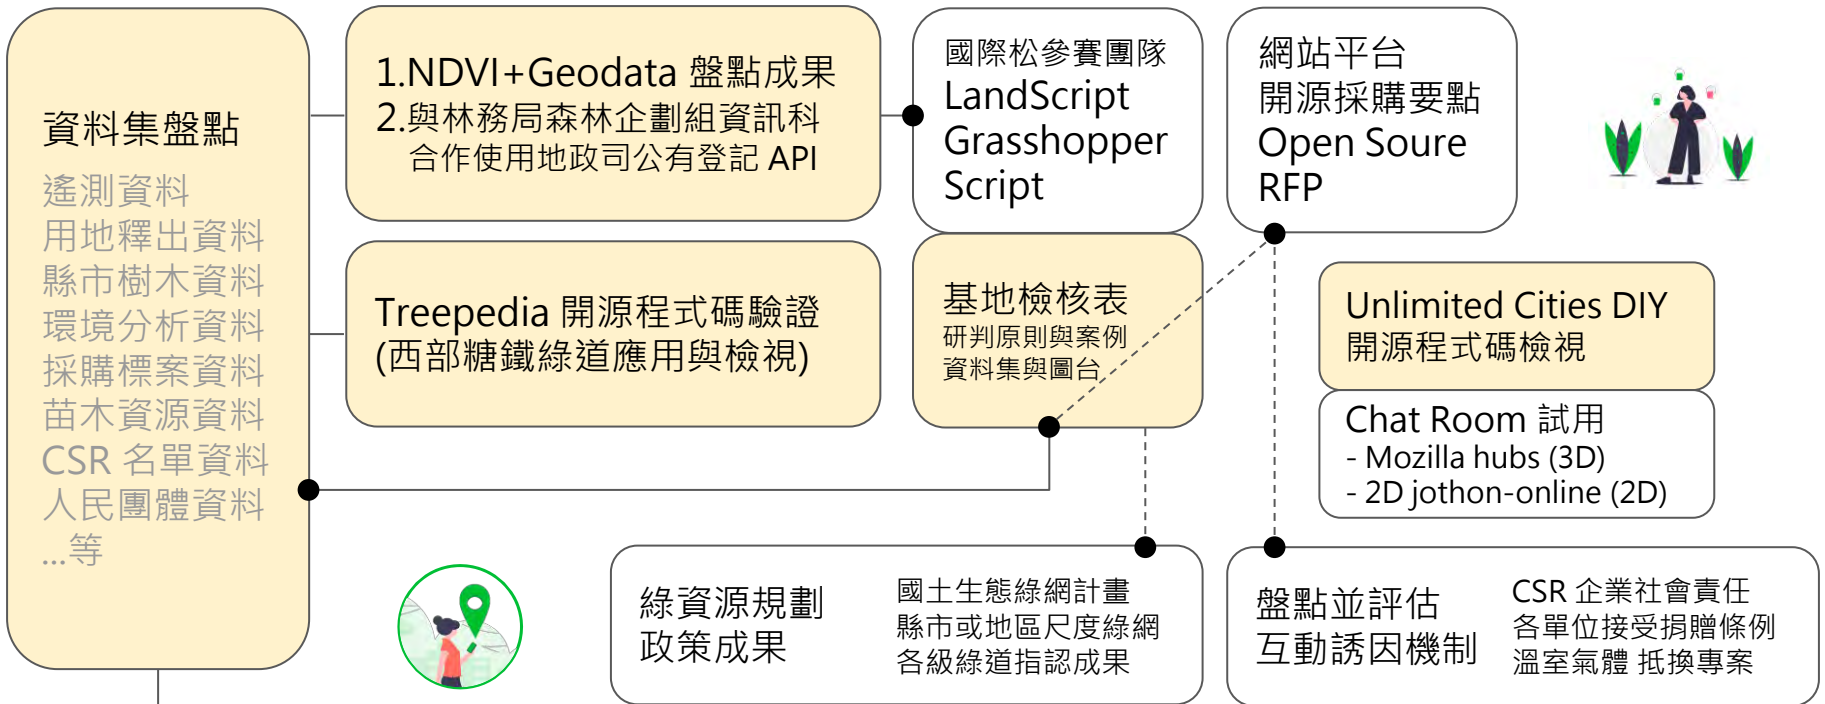 資料集盤點
遙測資料
用地釋出資料
縣市樹木資料
環境分析資料
採購標案資料
苗木資源資料
CSR 名單資料
人民團體資料
...等
1.NDVI+Geodata 盤點成果
2.與林務局森林企劃組資訊科
合作使用地政司公有登記 API
Treepedia 開源程式碼驗證
(西部糖鐵綠道應用與檢視)
國際松參賽團隊
LandScript
Grasshopper
Script
基地檢核表
研判原則與案例
資料集與圖台
網站平台
開源採購要點
Open Soure
RFP
Unlimited Cities DIY
開源程式碼檢視
Chat Room 試用
- Mozilla hubs (3D)
- 2D jothon-online (2D)
綠資源規劃
政策成果
國土生態綠網計畫
縣市或地區尺度綠網
各級綠道指認成果
盤點並評估
互動誘因機制
CSR 企業社會責任
各單位接受捐贈條例
溫室氣體 抵換專案